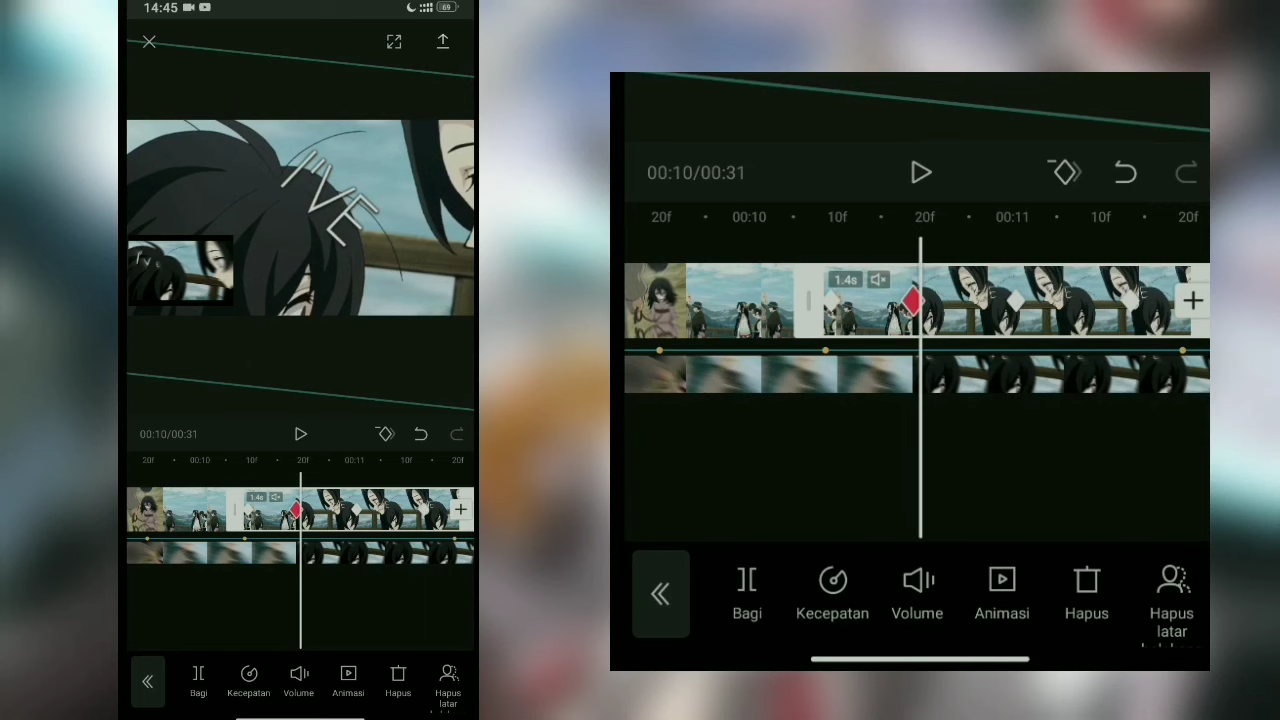 14:45
69
IVE
00:10/00:31
20f
00:10
10f
20f
00:11
10f
20f
1.4s
Bagi
Kecepatan
Volume
Animasi
Hapus
Hapus
latar
00:10/00:31
20f
00:10
10f
20f
00:11
10f
20f
1.4s
Bagi
Kecepatan
Volume
Animasi
Hapus
Hapus
latar